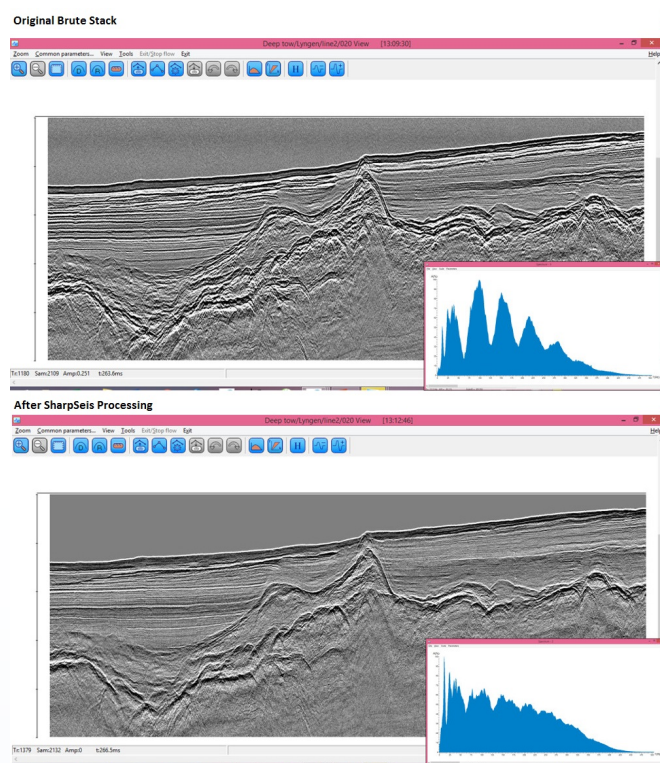 Original Brute Stack
Deep tow/Lyngen/line2/020 View [13:09:30]
Zoom Common parameters... View Tools Exit/Stop flow Exit Help
Tr:1180 Sam:2109 Amp:0.251 t:263.6ms
After SharpSeis Processing
Deep tow/Lyngen/line2/020 View [13:12:46]
Zoom Common parameters... View Tools Exit/Stop flow Exit Help
Tr:1379 Sam:2132 Amp:0 t:266.5ms